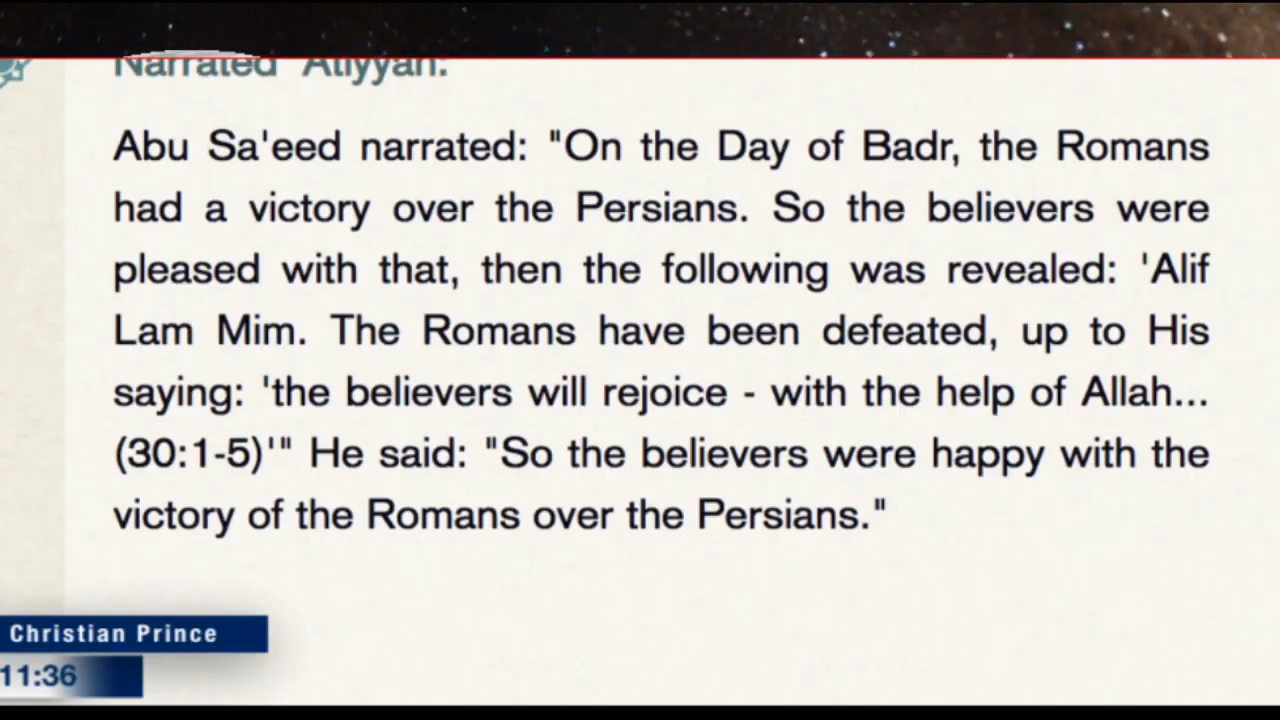 Narrated 'Atiyyah:
Abu Sa'eed narrated: "On the Day of Badr, the Romans
had a victory over the Persians. So the believers were
pleased with that, then the following was revealed: 'Alif
Lam Mim. The Romans have been defeated, up to His
saying: 'the believers will rejoice - with the help of Allah...
(30:1-5)'" He said: "So the believers were happy with the
victory of the Romans over the Persians."
Christian Prince
11:36